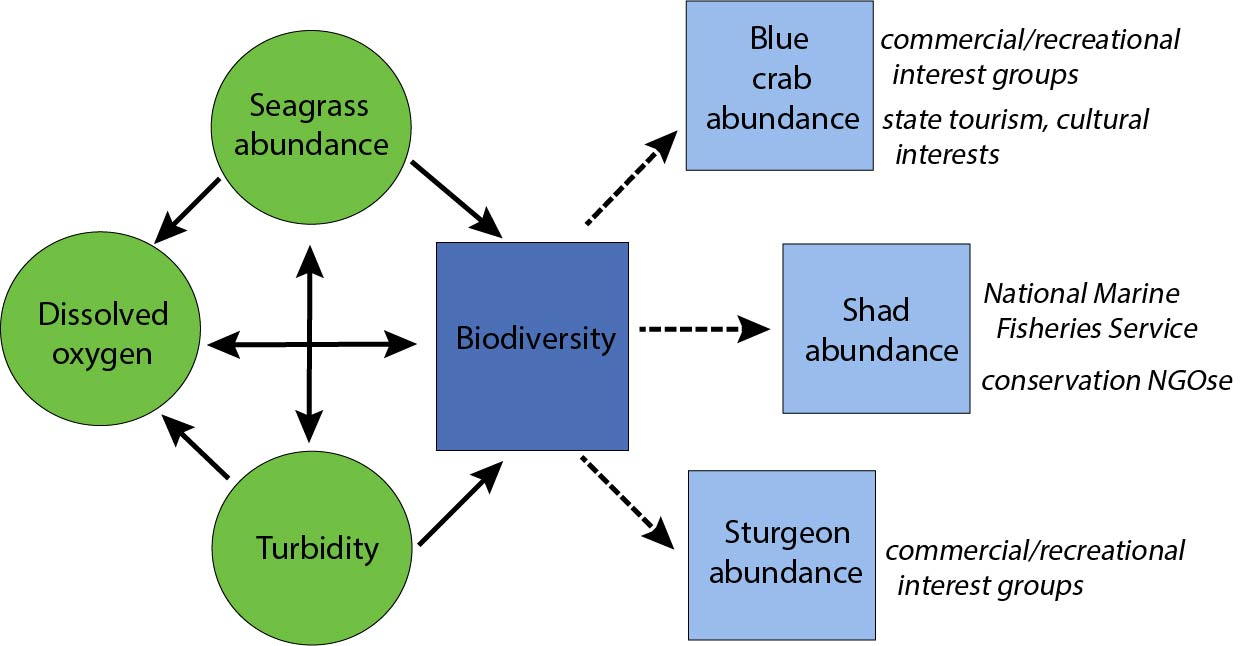 Seagrass
abundance
Dissolved
oxygen
Turbidity
Biodiversity
Blue
crab
abundance
commercial/recreational
interest groups
state tourism, cultural
interests
Shad
abundance
National Marine
Fisheries Service
conservation NGOse
Sturgeon
abundance
commercial/recreational
interest groups